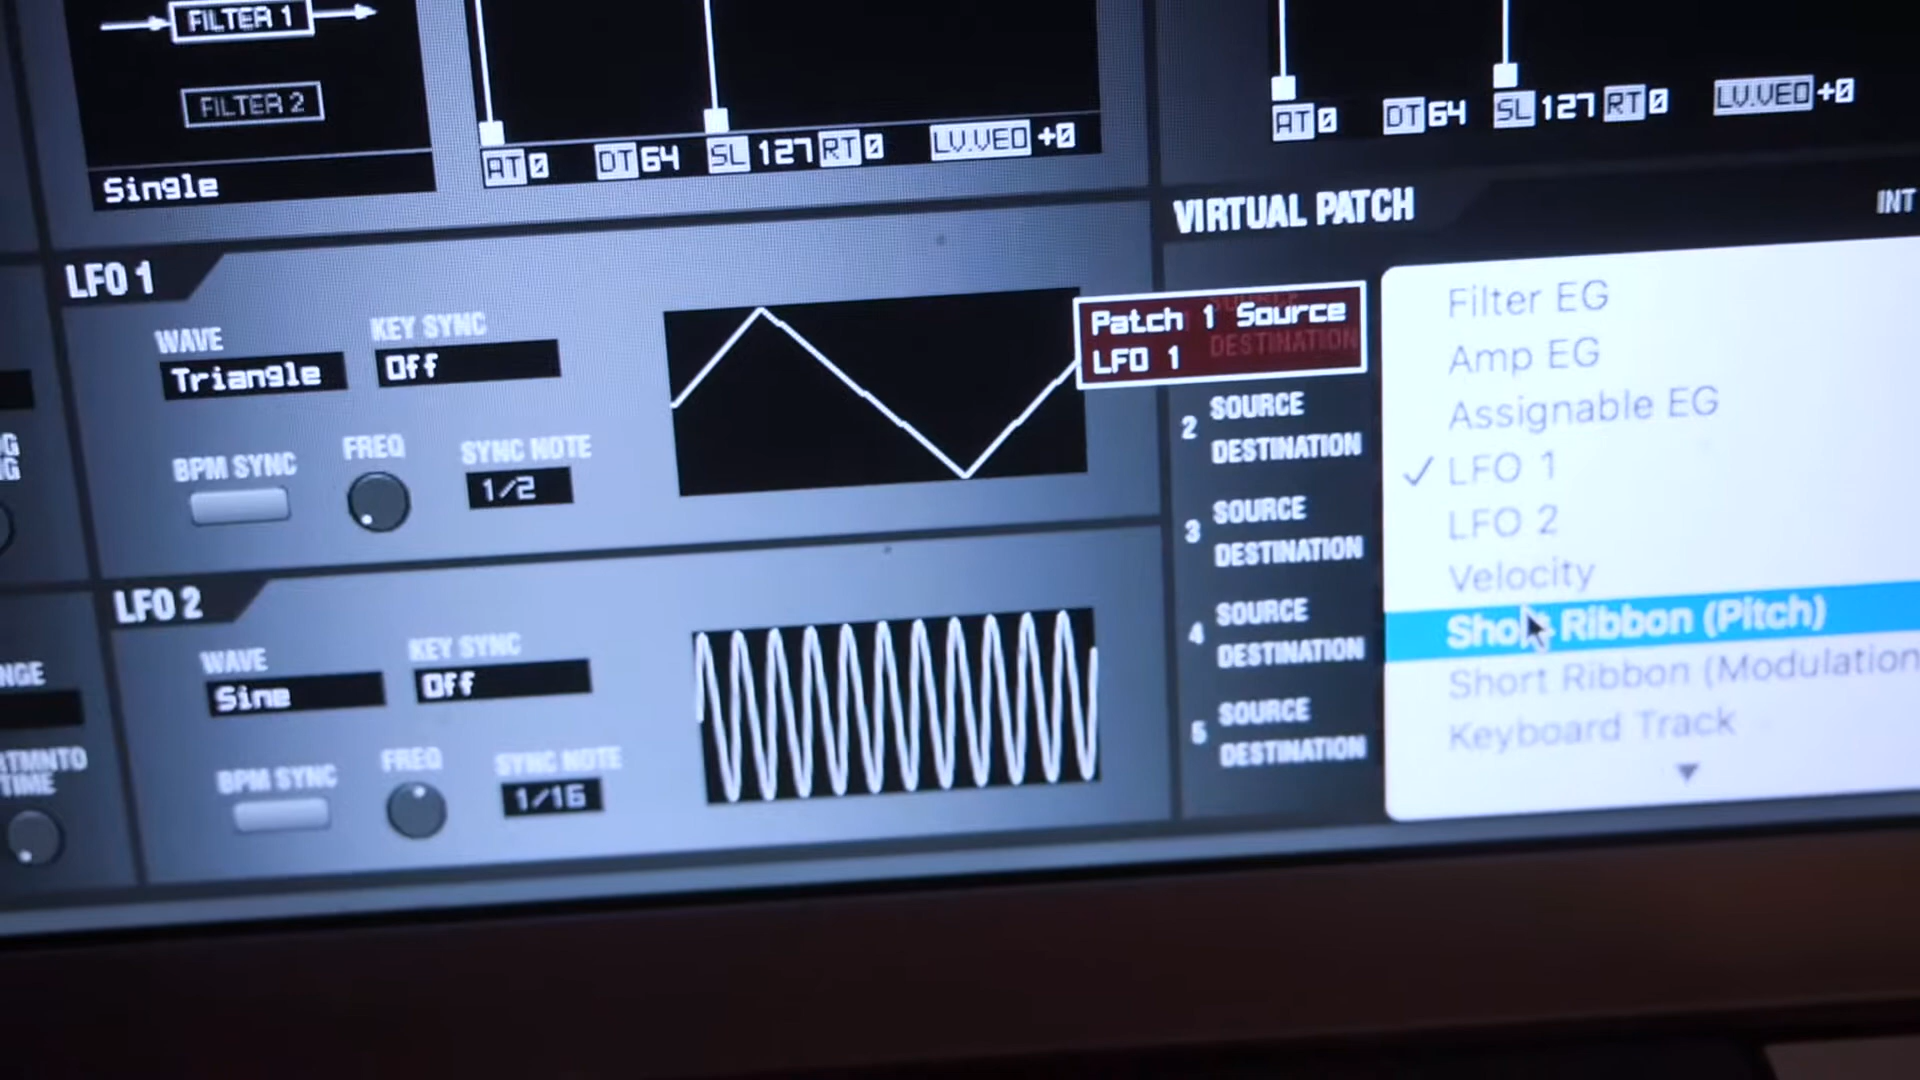 FILTER 1
FILTER 2
Single
AT 0 DT 64 SL 127 RT 0 LV.VEO +0
AT 0 DT 64 SL 127 RT 0 LV.VEO +0
LFO 1
WAVE
Triangle
KEY SYNC
Off
BPM SYNC
FREQ
SYNC NOTE
1/2
LFO 2
WAVE
Sine
KEY SYNC
Off
BPM SYNC
FREQ
SYNC NOTE
1/16
VIRTUAL PATCH
INT
Patch 1 Source
LFO 1
SOURCE
DESTINATION
2 SOURCE
DESTINATION
3 SOURCE
DESTINATION
4 SOURCE
DESTINATION
5 SOURCE
DESTINATION
Filter EG
Amp EG
Assignable EG
✓ LFO 1
LFO 2
Velocity
Short Ribbon (Pitch)
Short Ribbon (Modulation
Keyboard Track
NGE
TMNTO
TIME